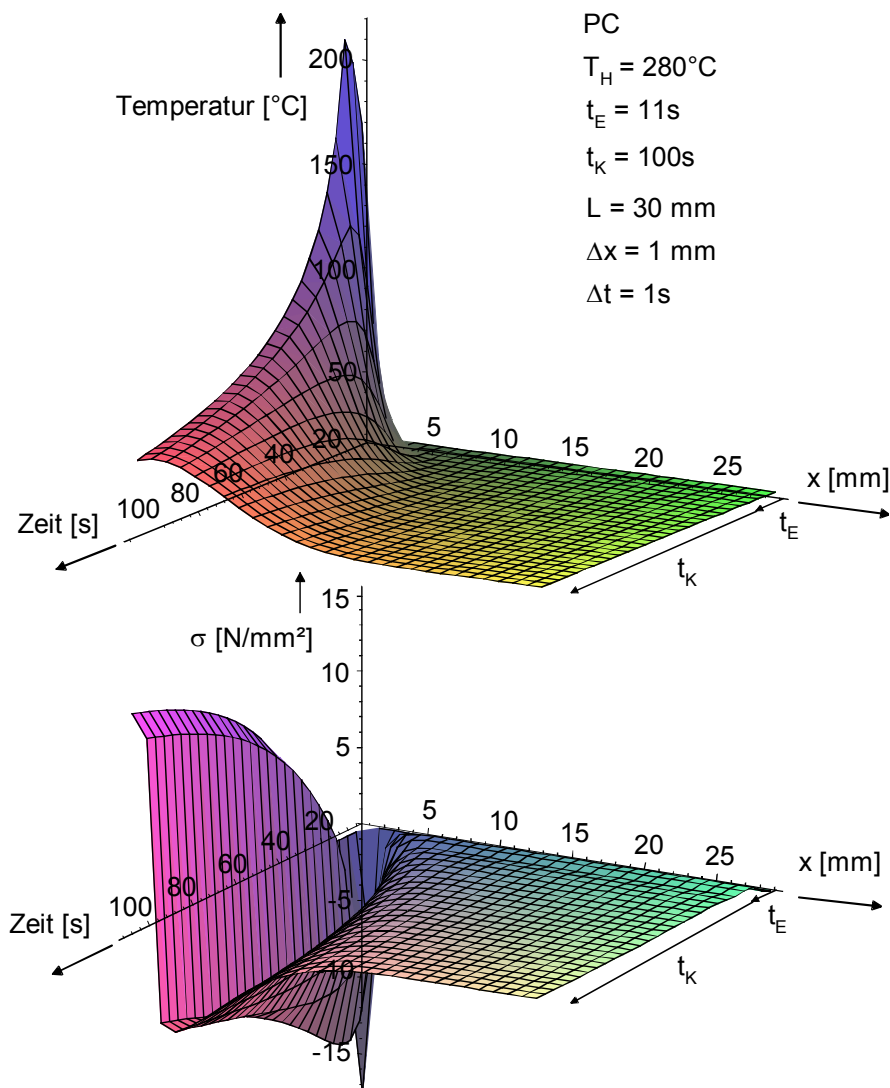 PC
T_H = 280°C
t_E = 11s
t_K = 100s
L = 30 mm
Δx = 1 mm
Δt = 1s
Temperatur [°C]
200
150
100
50
5
10
15
20
25
x [mm]
20
40
60
80
100
Zeit [s]
t_E
t_K
σ [N/mm²]
15
10
5
-5
-10
-15
5
10
15
20
25
x [mm]
20
40
60
80
100
Zeit [s]
t_E
t_K